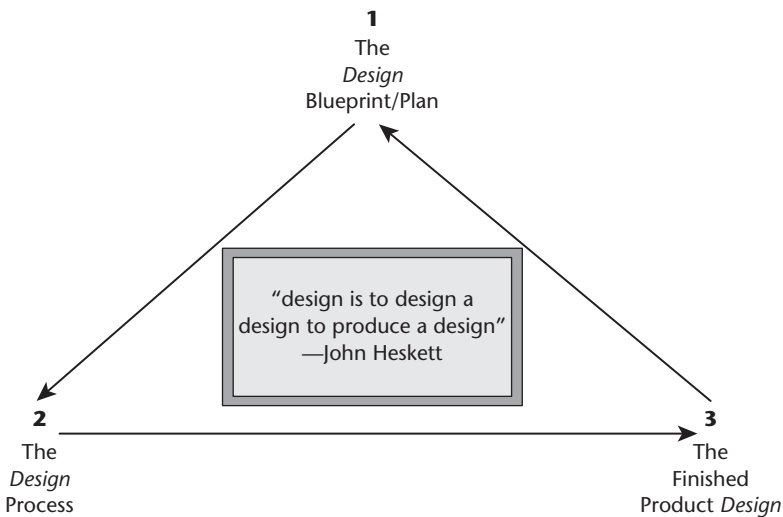 1
The
Design
Blueprint/Plan
“design is to design a
design to produce a design”
—John Heskett
2
The
Design
Process
3
The
Finished
Product Design